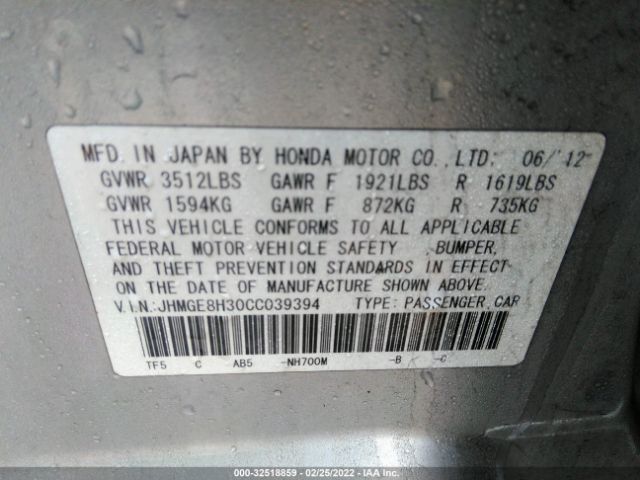 MFD. IN JAPAN BY HONDA MOTOR CO., LTD. 06/'12
GVWR 3512LBS GAWR F 1921LBS R 1619LBS
GVWR 1594KG GAWR F 872KG R 735KG
THIS VEHICLE CONFORMS TO ALL APPLICABLE
FEDERAL MOTOR VEHICLE SAFETY ,BUMPER,
AND THEFT PREVENTION STANDARDS IN EFFECT
ON THE DATE OF MANUFACTURE SHOWN ABOVE.
V.I.N.:JHMGE8H30CC039394 TYPE: PASSENGER CAR
TF5 C AB5 -NH700M -B -C
000-32518859 - 02/25/2022 - IAA Inc.